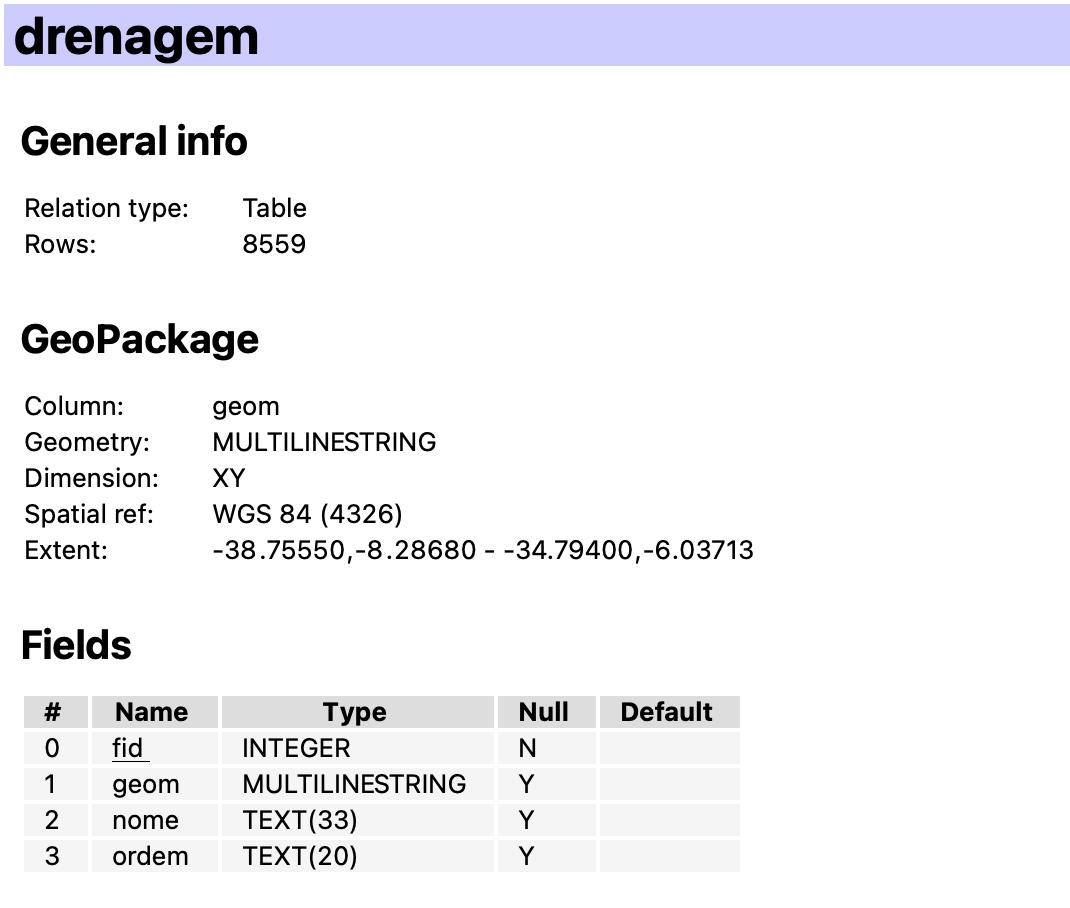 drenagem
General info
Relation type: Table
Rows: 8559
GeoPackage
Column: geom
Geometry: MULTILINESTRING
Dimension: XY
Spatial ref: WGS 84 (4326)
Extent: -38.75550,-8.28680 - -34.79400,-6.03713
Fields
# Name Type Null Default
0 fid INTEGER N
1 geom MULTILINESTRING Y
2 nome TEXT(33) Y
3 ordem TEXT(20) Y